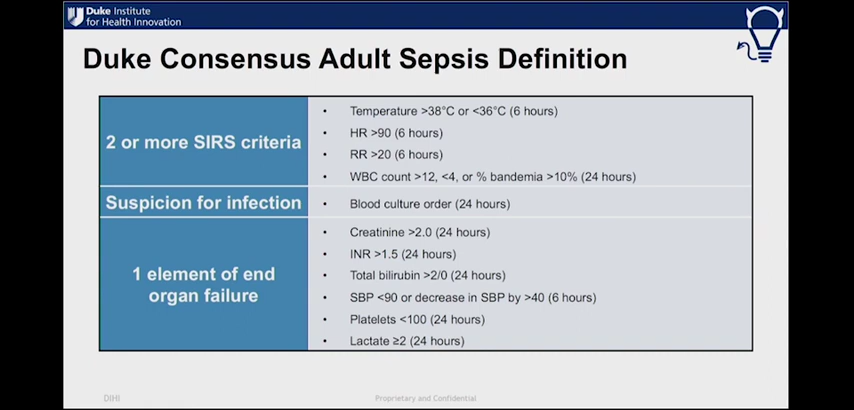 Duke Institute
for Health Innovation
Duke Consensus Adult Sepsis Definition
2 or more SIRS criteria
• Temperature >38°C or <36°C (6 hours)
• HR >90 (6 hours)
• RR >20 (6 hours)
• WBC count >12, <4, or % bandemia >10% (24 hours)
Suspicion for infection
• Blood culture order (24 hours)
1 element of end
organ failure
• Creatinine >2.0 (24 hours)
• INR >1.5 (24 hours)
• Total bilirubin >2/0 (24 hours)
• SBP <90 or decrease in SBP by >40 (6 hours)
• Platelets <100 (24 hours)
• Lactate ≥2 (24 hours)
DIHI
Proprietary and Confidential